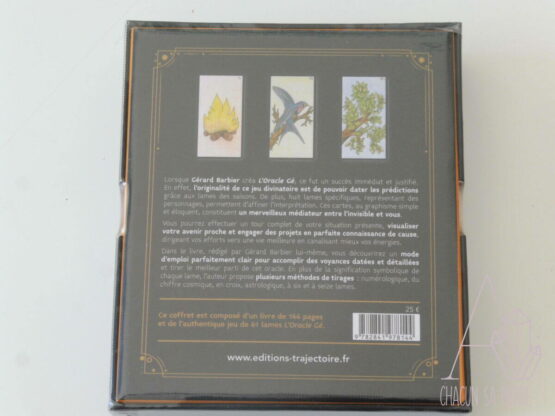 Lorsque Gérard Barbier créa L'Oracle Gé, ce fut un succès immédiat et justifié.
En effet, l'originalité de ce jeu divinatoire est de pouvoir dater les prédictions
grâce aux lames des saisons. De plus, huit lames spécifiques, représentant des
personnages, permettent d'affiner l'interprétation. Ces cartes, au graphisme simple
et éloquent, constituent un merveilleux médiateur entre l'invisible et vous.
Vous pourrez effectuer un tour complet de votre situation présente, visualiser
votre avenir proche et engager des projets en parfaite connaissance de cause,
dirigeant vos efforts vers une vie meilleure en canalisant mieux vos énergies.
Dans le livre, rédigé par Gérard Barbier lui-même, vous découvrirez un mode
d'emploi parfaitement clair pour accomplir des voyances datées et détaillées
et tirer le meilleur parti de cet oracle. En plus de la signification symbolique
de chaque lame, l'auteur propose plusieurs méthodes de tirages : numérologique, du
chiffre cosmique, en croix, astrologique, à six et à seize lames.
Ce coffret est composé d'un livre de 144 pages
et de l'authentique jeu de 61 lames L'Oracle Gé.
25 €
9 782841 978144
www.editions-trajectoire.fr
CHACUN SA